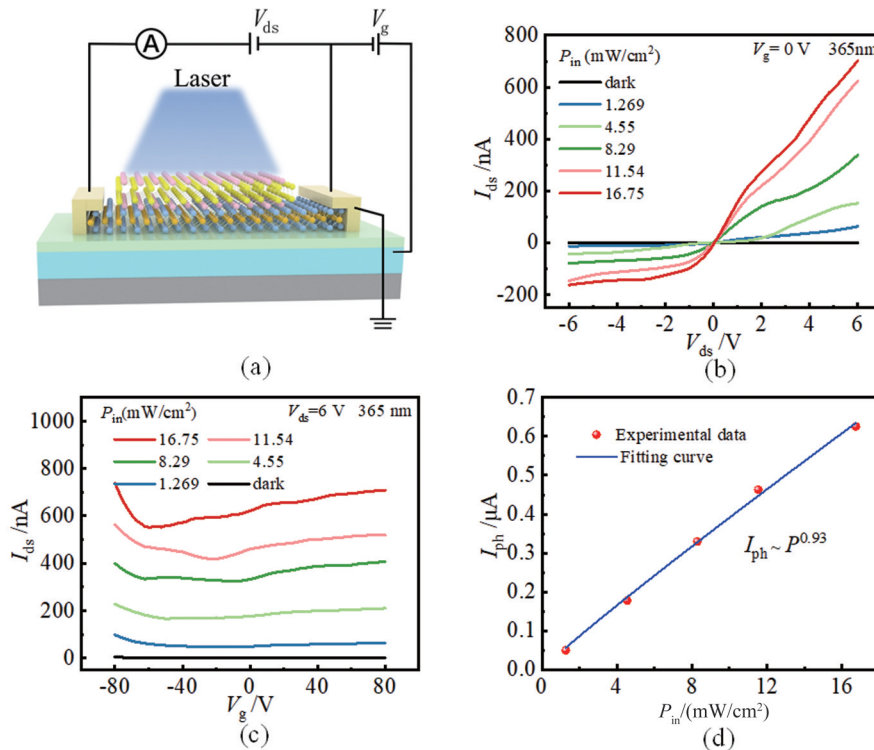 V_ds
V_g
A
Laser
(a)
800
600
400
200
0
-200
I_ds /nA
P_in (mW/cm²)
V_g= 0 V 365nm
dark
1.269
4.55
8.29
11.54
16.75
-6 -4 -2 0 2 4 6
V_ds /V
(b)
1000
800
600
400
200
0
I_ds /nA
P_in(mW/cm²)
V_ds=6 V 365 nm
16.75 11.54
8.29 4.55
1.269 dark
-80 -40 0 40 80
V_g/V
(c)
0.7
0.6
0.5
0.4
0.3
0.2
0.1
0.0
I_ph /μA
Experimental data
Fitting curve
I_ph ~ P^0.93
0 4 8 12 16
P_in/(mW/cm²)
(d)